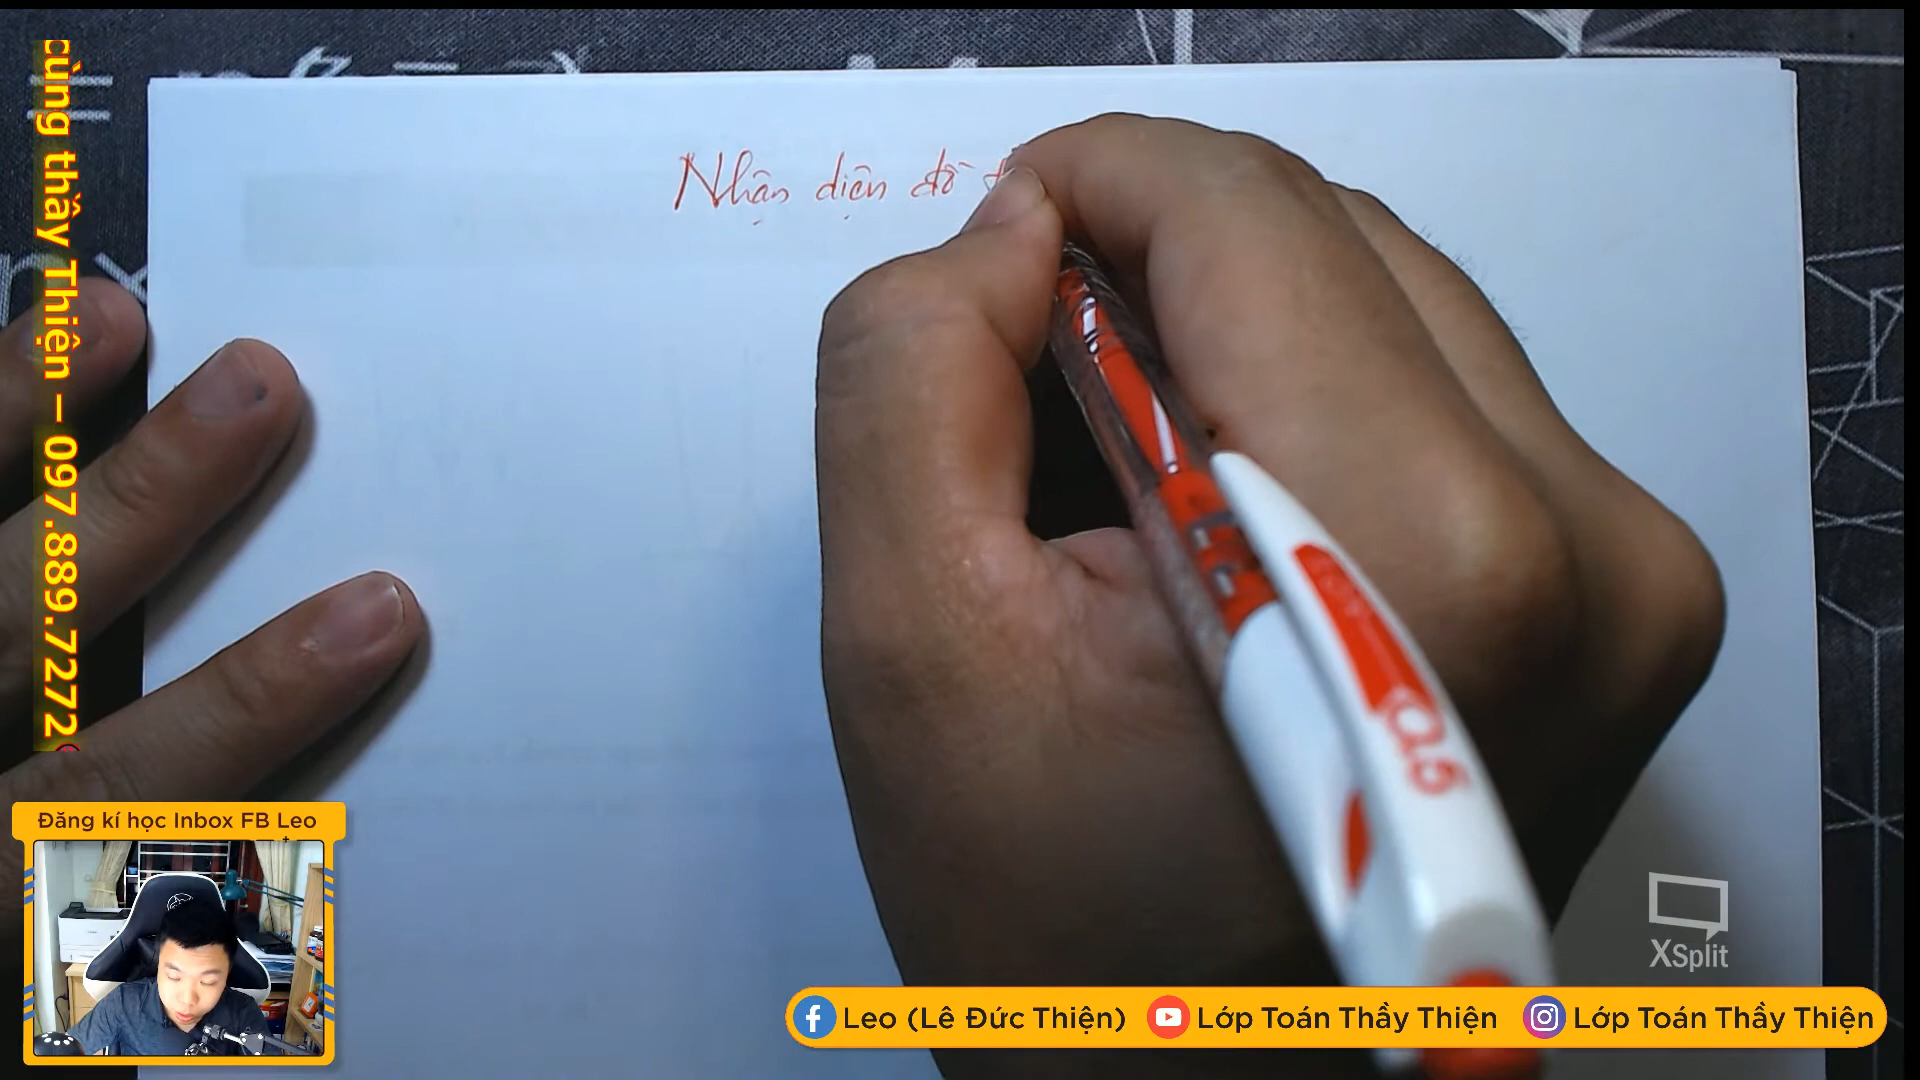 Nhận diện đồ
cùng thầy Thiện – 097.889.7272
Q5
Đăng kí học Inbox FB Leo
XSplit
Leo (Lê Đức Thiện) Lớp Toán Thầy Thiện Lớp Toán Thầy Thiện